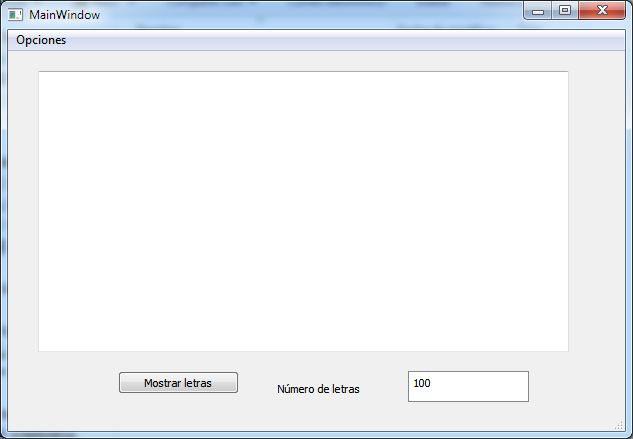 MainWindow
Opciones
Mostrar letras
Número de letras
100